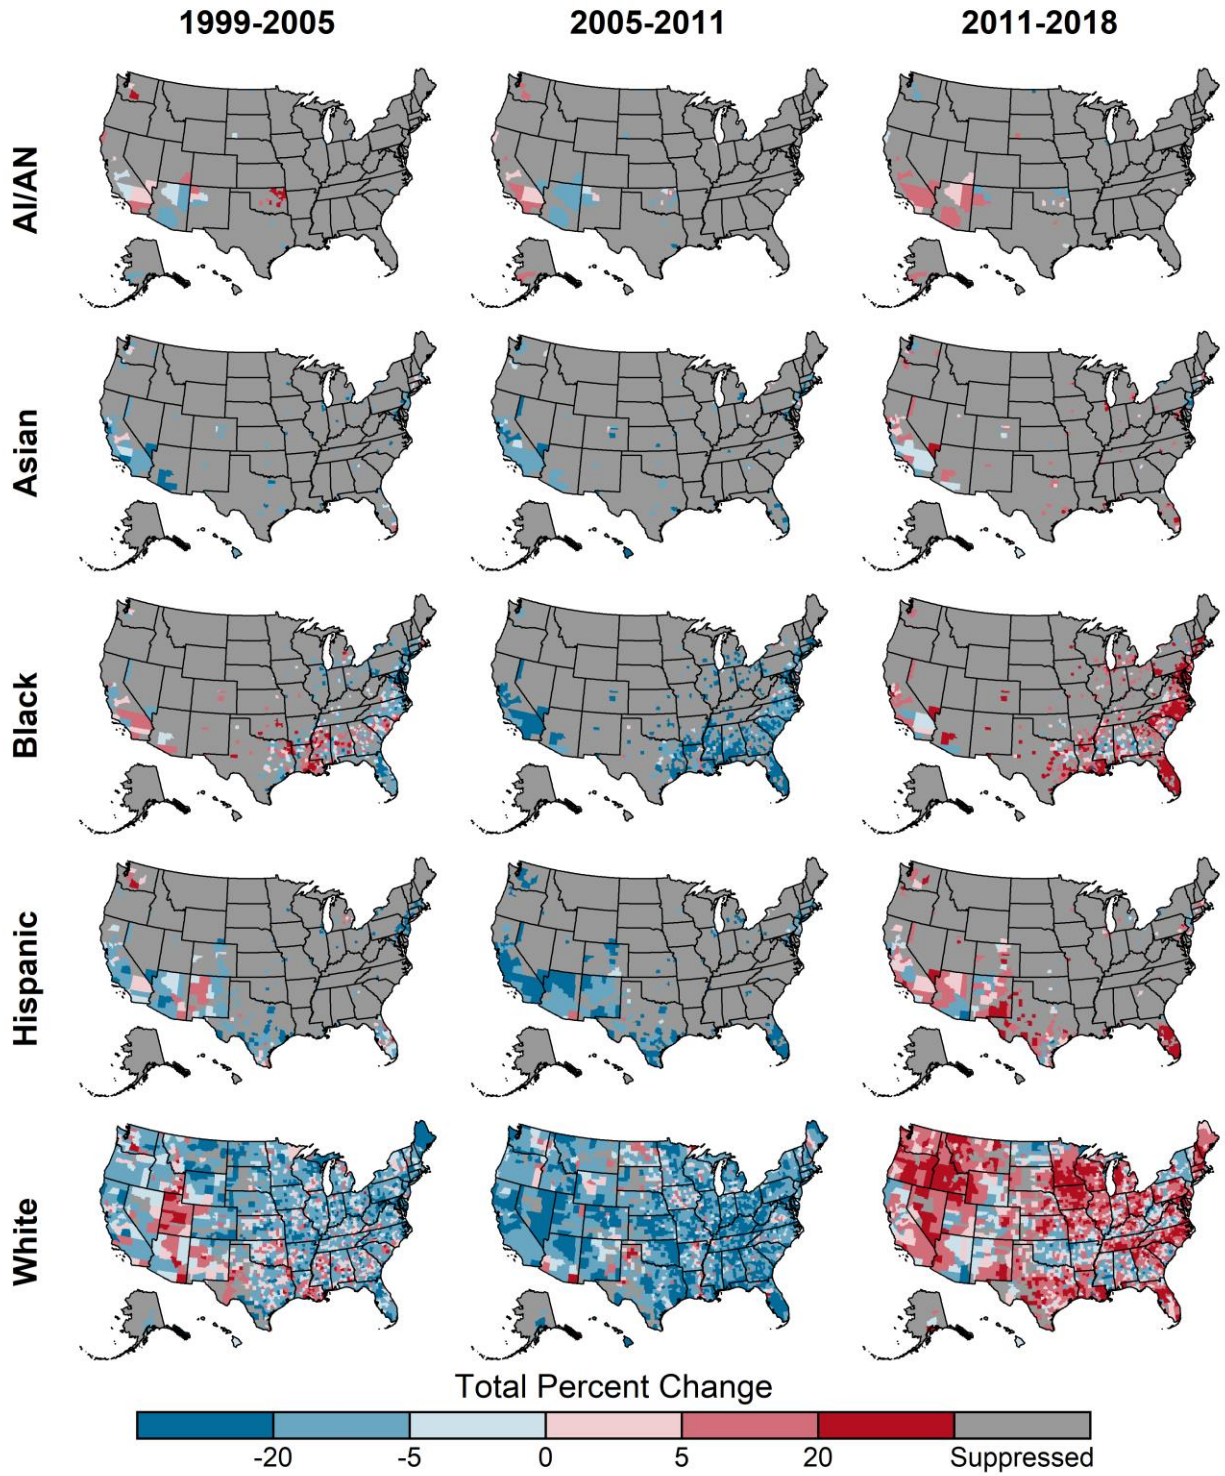 1999-2005 2005-2011 2011-2018
AI/AN
Asian
Black
Hispanic
White
Total Percent Change
-20 -5 0 5 20 Suppressed